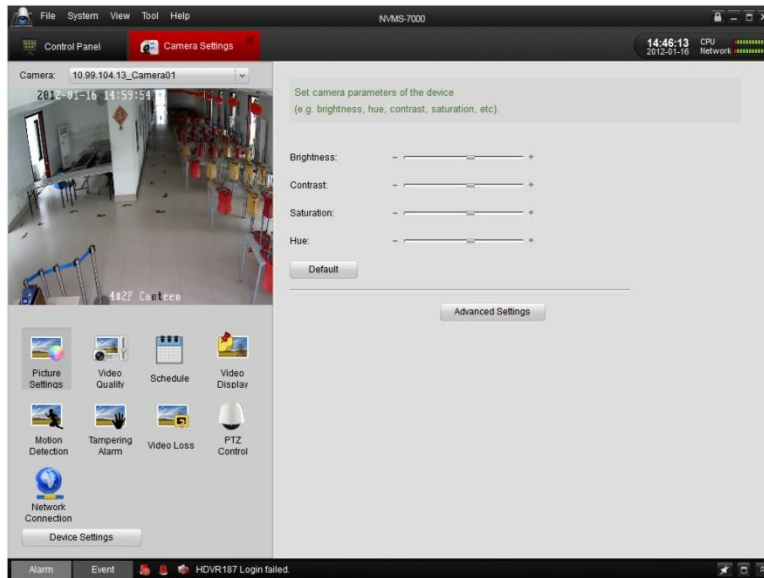 File System View Tool Help
NVMS-7000
Control Panel
Camera Settings
14:46:13
2012-01-16
CPU
Network
Camera: 10.99.104.13_Camera01
2012-01-16 14:59:54
4#2F Canteen
Set camera parameters of the device
(e.g. brightness, hue, contrast, saturation, etc).
Brightness: - +
Contrast: - +
Saturation: - +
Hue: - +
Default
Advanced Settings
Picture
Settings
Video
Quality
Schedule
Video
Display
Motion
Detection
Tampering
Alarm
Video Loss
PTZ
Control
Network
Connection
Device Settings
Alarm Event HDVR187 Login failed.